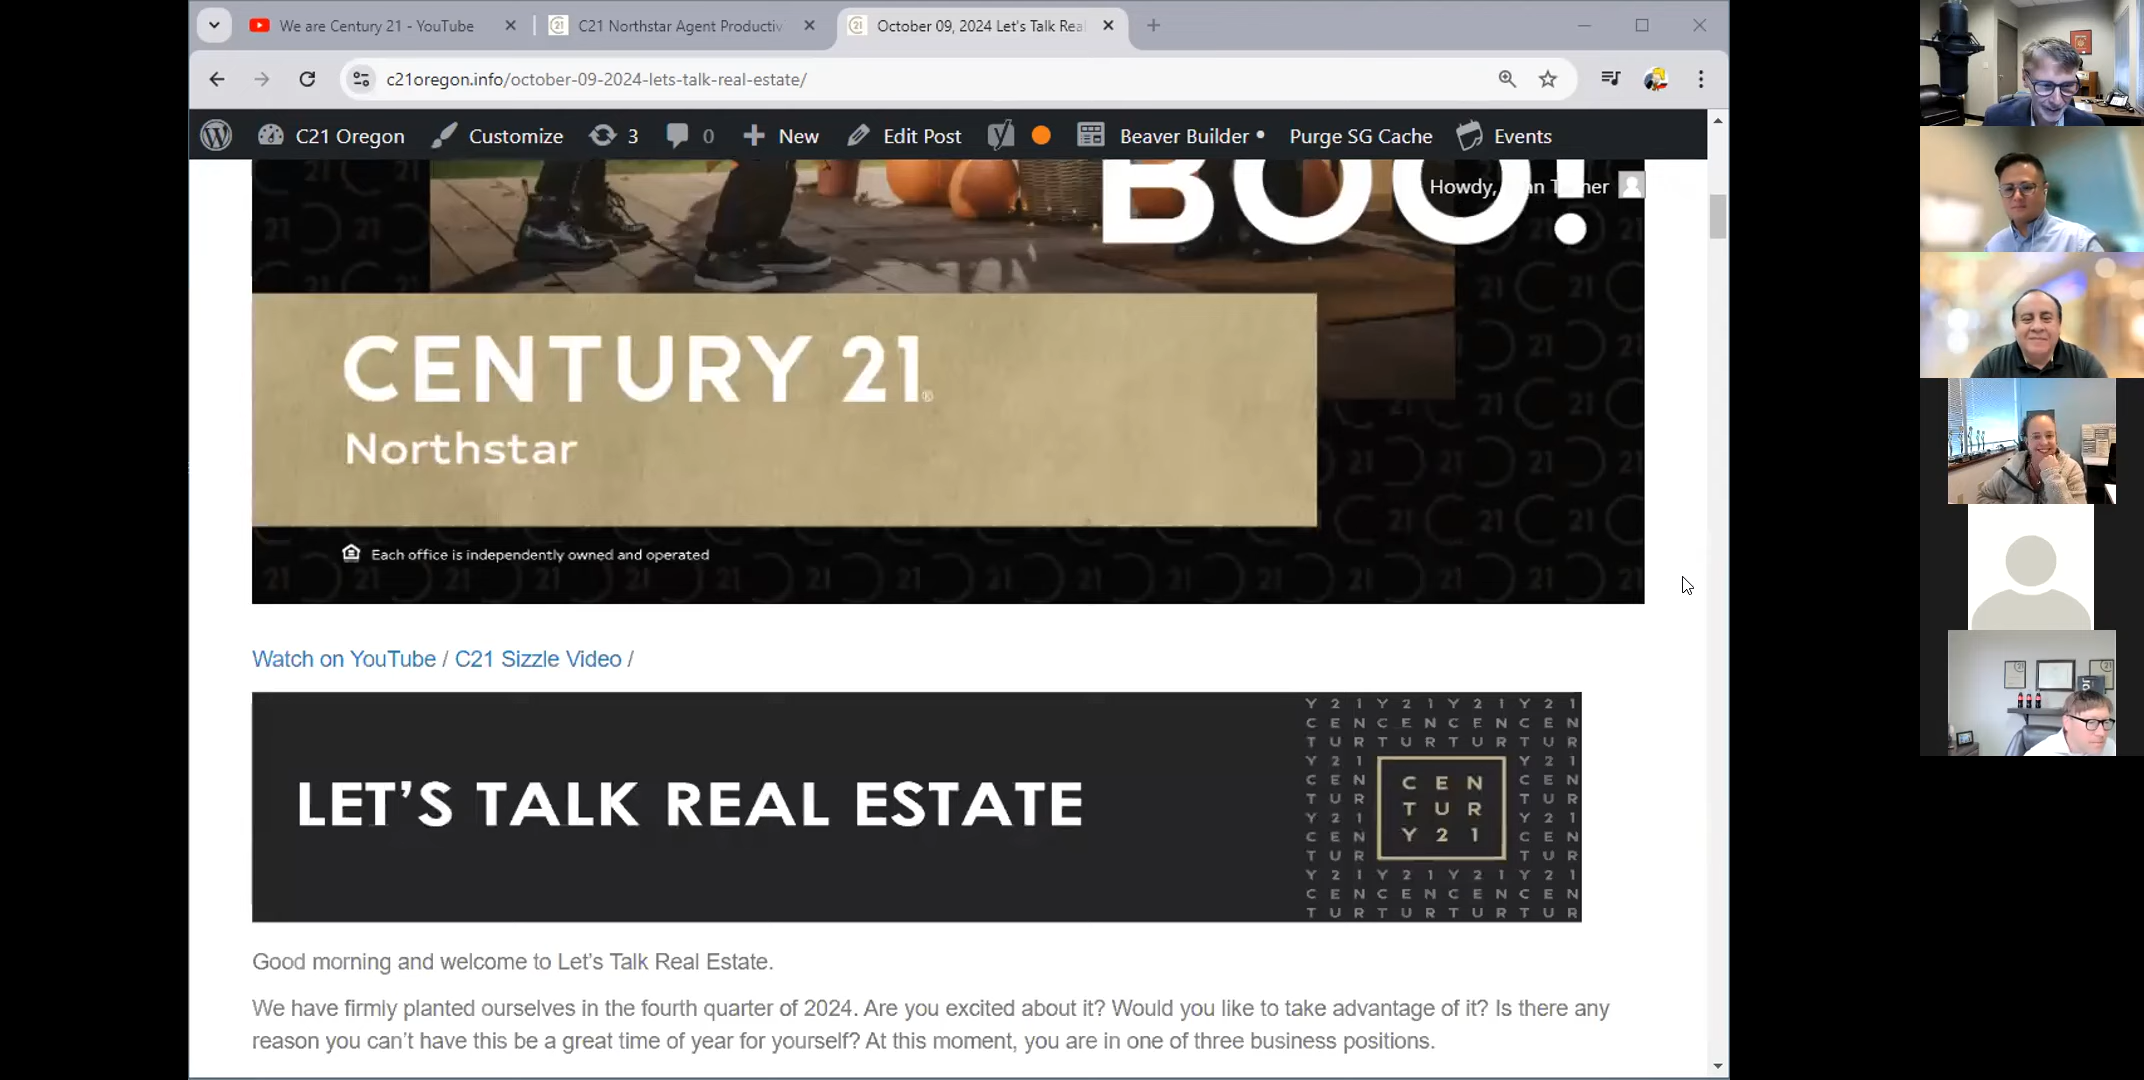 We are Century 21 - YouTube
C21 Northstar Agent Productiv
October 09, 2024 Let's Talk Rea
c21oregon.info/october-09-2024-lets-talk-real-estate/
C21 Oregon
Customize
3
0
New
Edit Post
Beaver Builder
Purge SG Cache
Events
BOO!
Howdy,
CENTURY 21®
Northstar
Each office is independently owned and operated
Watch on YouTube / C21 Sizzle Video /
LET'S TALK REAL ESTATE
CEN
TUR
Y21
Good morning and welcome to Let's Talk Real Estate.
We have firmly planted ourselves in the fourth quarter of 2024. Are you excited about it? Would you like to take advantage of it? Is there any
reason you can't have this be a great time of year for yourself? At this moment, you are in one of three business positions.